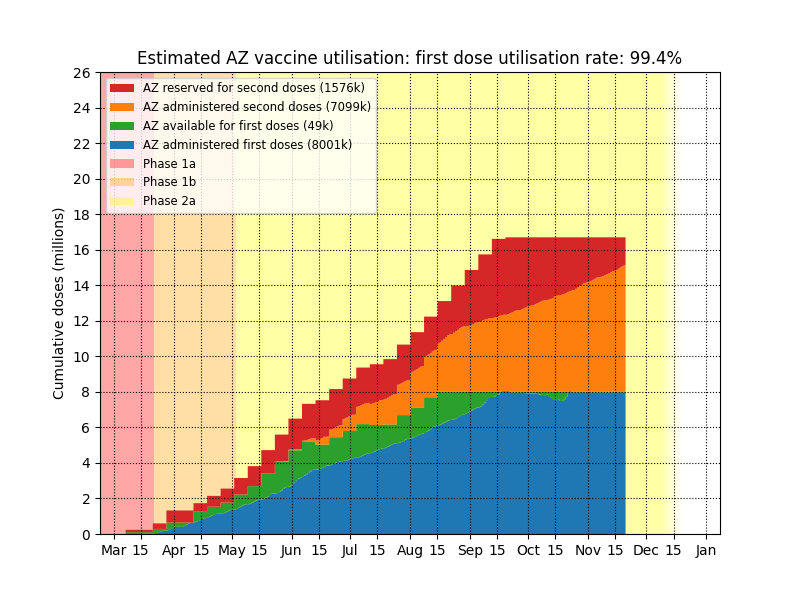 Estimated AZ vaccine utilisation: first dose utilisation rate: 99.4%
AZ reserved for second doses (1576k)
AZ administered second doses (7099k)
AZ available for first doses (49k)
AZ administered first doses (8001k)
Phase 1a
Phase 1b
Phase 2a
Cumulative doses (millions)
26
24
22
20
18
16
14
12
10
8
6
4
2
0
Mar 15 Apr 15 May 15 Jun 15 Jul 15 Aug 15 Sep 15 Oct 15 Nov 15 Dec 15 Jan